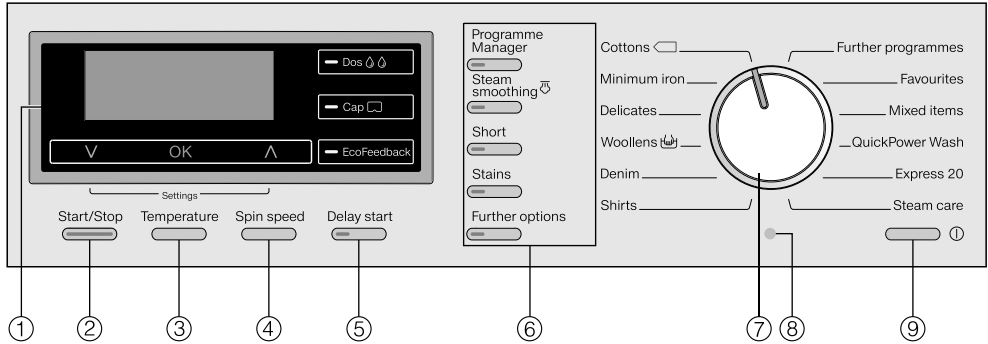 Dos
Cap
EcoFeedback
OK
Settings
Start/Stop
Temperature
Spin speed
Delay start
Programme
Manager
Steam
smoothing
Short
Stains
Further options
Cottons
Minimum iron
Delicates
Woollens
Denim
Shirts
Further programmes
Favourites
Mixed items
QuickPower Wash
Express 20
Steam care
1
2
3
4
5
6
7
8
9